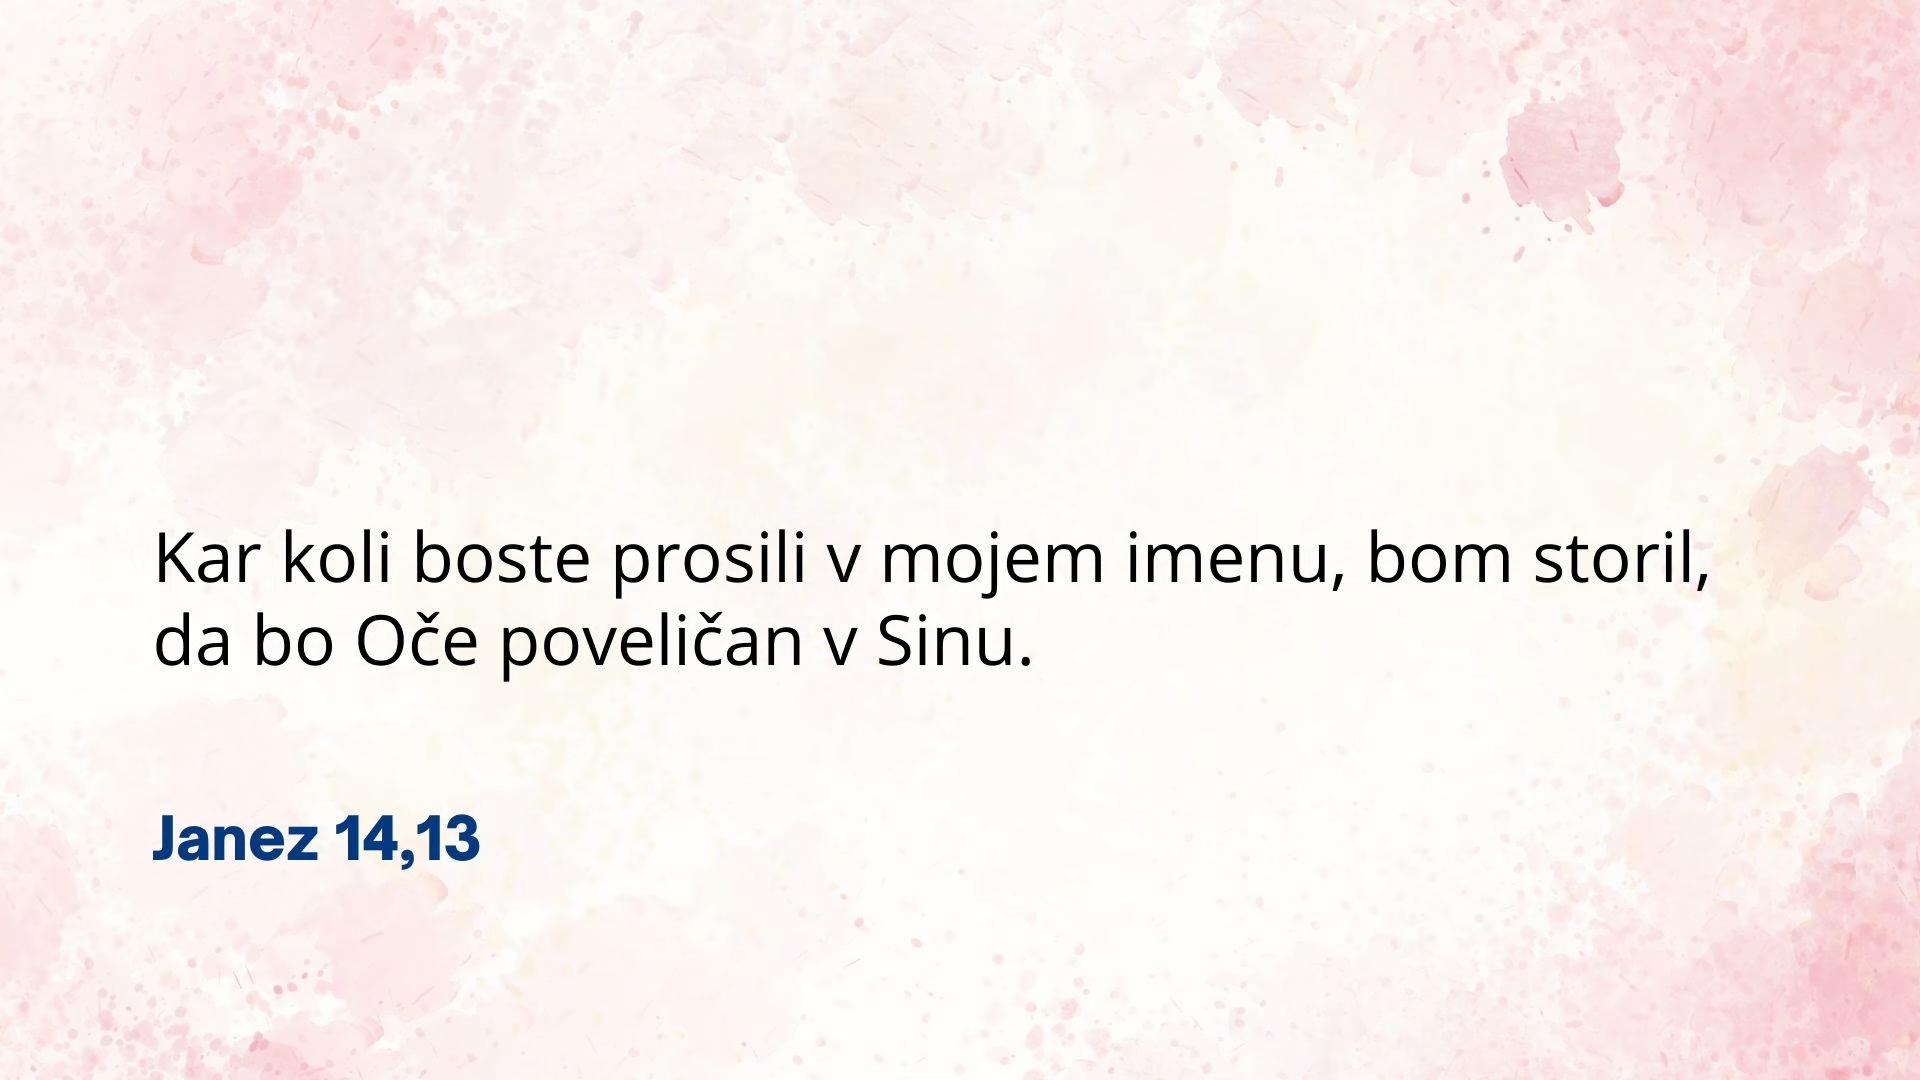 Kar koli boste prosili v mojem imenu, bom storil,
da bo Oče poveličan v Sinu.
Janez 14,13